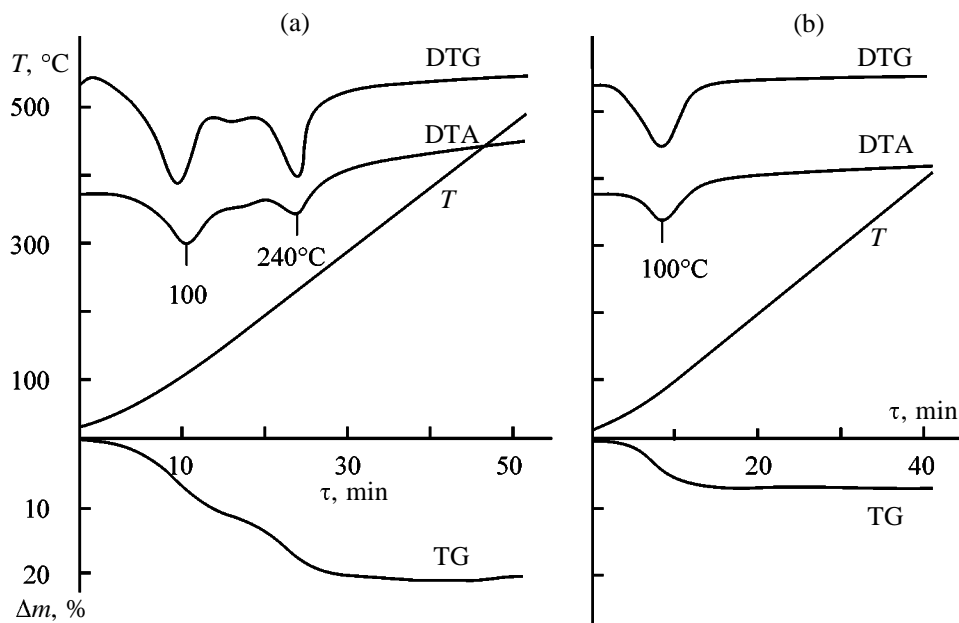 (a)
T, °C
DTG
500
DTA
T
300
240°C
100
100
10
30
50
τ, min
10
TG
20
Δm, %
(b)
DTG
DTA
T
100°C
τ, min
20
40
TG